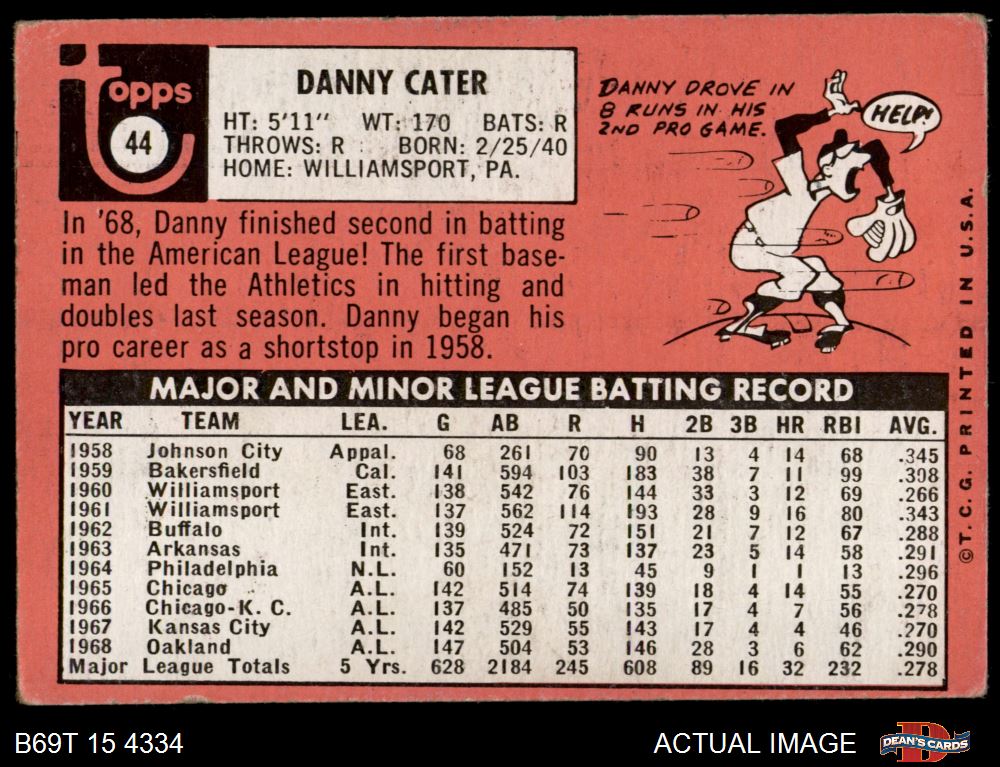 topps
44
DANNY CATER
HT: 5'11" WT: 170 BATS: R
THROWS: R BORN: 2/25/40
HOME: WILLIAMSPORT, PA.
DANNY DROVE IN
8 RUNS IN HIS
2ND PRO GAME.
HELP!
In '68, Danny finished second in batting
in the American League! The first base-
man led the Athletics in hitting and
doubles last season. Danny began his
pro career as a shortstop in 1958.
MAJOR AND MINOR LEAGUE BATTING RECORD
YEAR TEAM LEA. G AB R H 2B 3B HR RBI AVG.
1958 Johnson City Appal. 68 261 70 90 13 4 14 68 .345
1959 Bakersfield Cal. 141 594 103 183 38 7 11 99 .308
1960 Williamsport East. 138 542 76 144 33 3 12 69 .266
1961 Williamsport East. 137 562 114 193 28 9 16 80 .343
1962 Buffalo Int. 139 524 72 151 21 7 12 67 .288
1963 Arkansas Int. 135 471 73 137 23 5 14 58 .291
1964 Philadelphia N.L. 60 152 13 45 9 1 1 13 .296
1965 Chicago A.L. 142 514 74 139 18 4 14 55 .270
1966 Chicago-K. C. A.L. 137 485 50 135 17 4 7 56 .278
1967 Kansas City A.L. 142 529 55 143 17 4 4 46 .270
1968 Oakland A.L. 147 504 53 146 28 3 6 62 .290
Major League Totals 5 Yrs. 628 2184 245 608 89 16 32 232 .278
©T.C.G. PRINTED IN U.S.A.
B69T 15 4334
ACTUAL IMAGE
D
DEAN'S CARDS